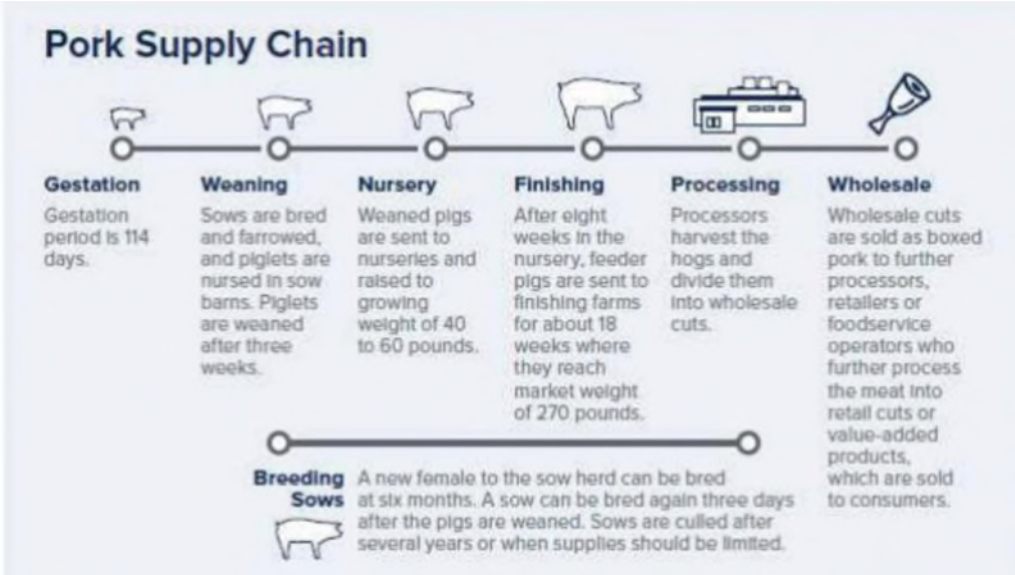 Pork Supply Chain
Gestation
Gestation
period is 114
days.
Weaning
Sows are bred
and farrowed,
and piglets are
nursed in sow
barns. Piglets
are weaned
after three
weeks.
Nursery
Weaned pigs
are sent to
nurseries and
raised to
growing
weight of 40
to 60 pounds.
Finishing
After eight
weeks in the
nursery, feeder
pigs are sent to
finishing farms
for about 18
weeks where
they reach
market weight
of 270 pounds.
Processing
Processors
harvest the
hogs and
divide them
into wholesale
cuts.
Wholesale
Wholesale cuts
are sold as boxed
pork to further
processors,
retailers or
foodservice
operators who
further process
the meat into
retail cuts or
value-added
products,
which are sold
to consumers.
Breeding
Sows
A new female to the sow herd can be bred
at six months. A sow can be bred again three days
after the pigs are weaned. Sows are culled after
several years or when supplies should be limited.